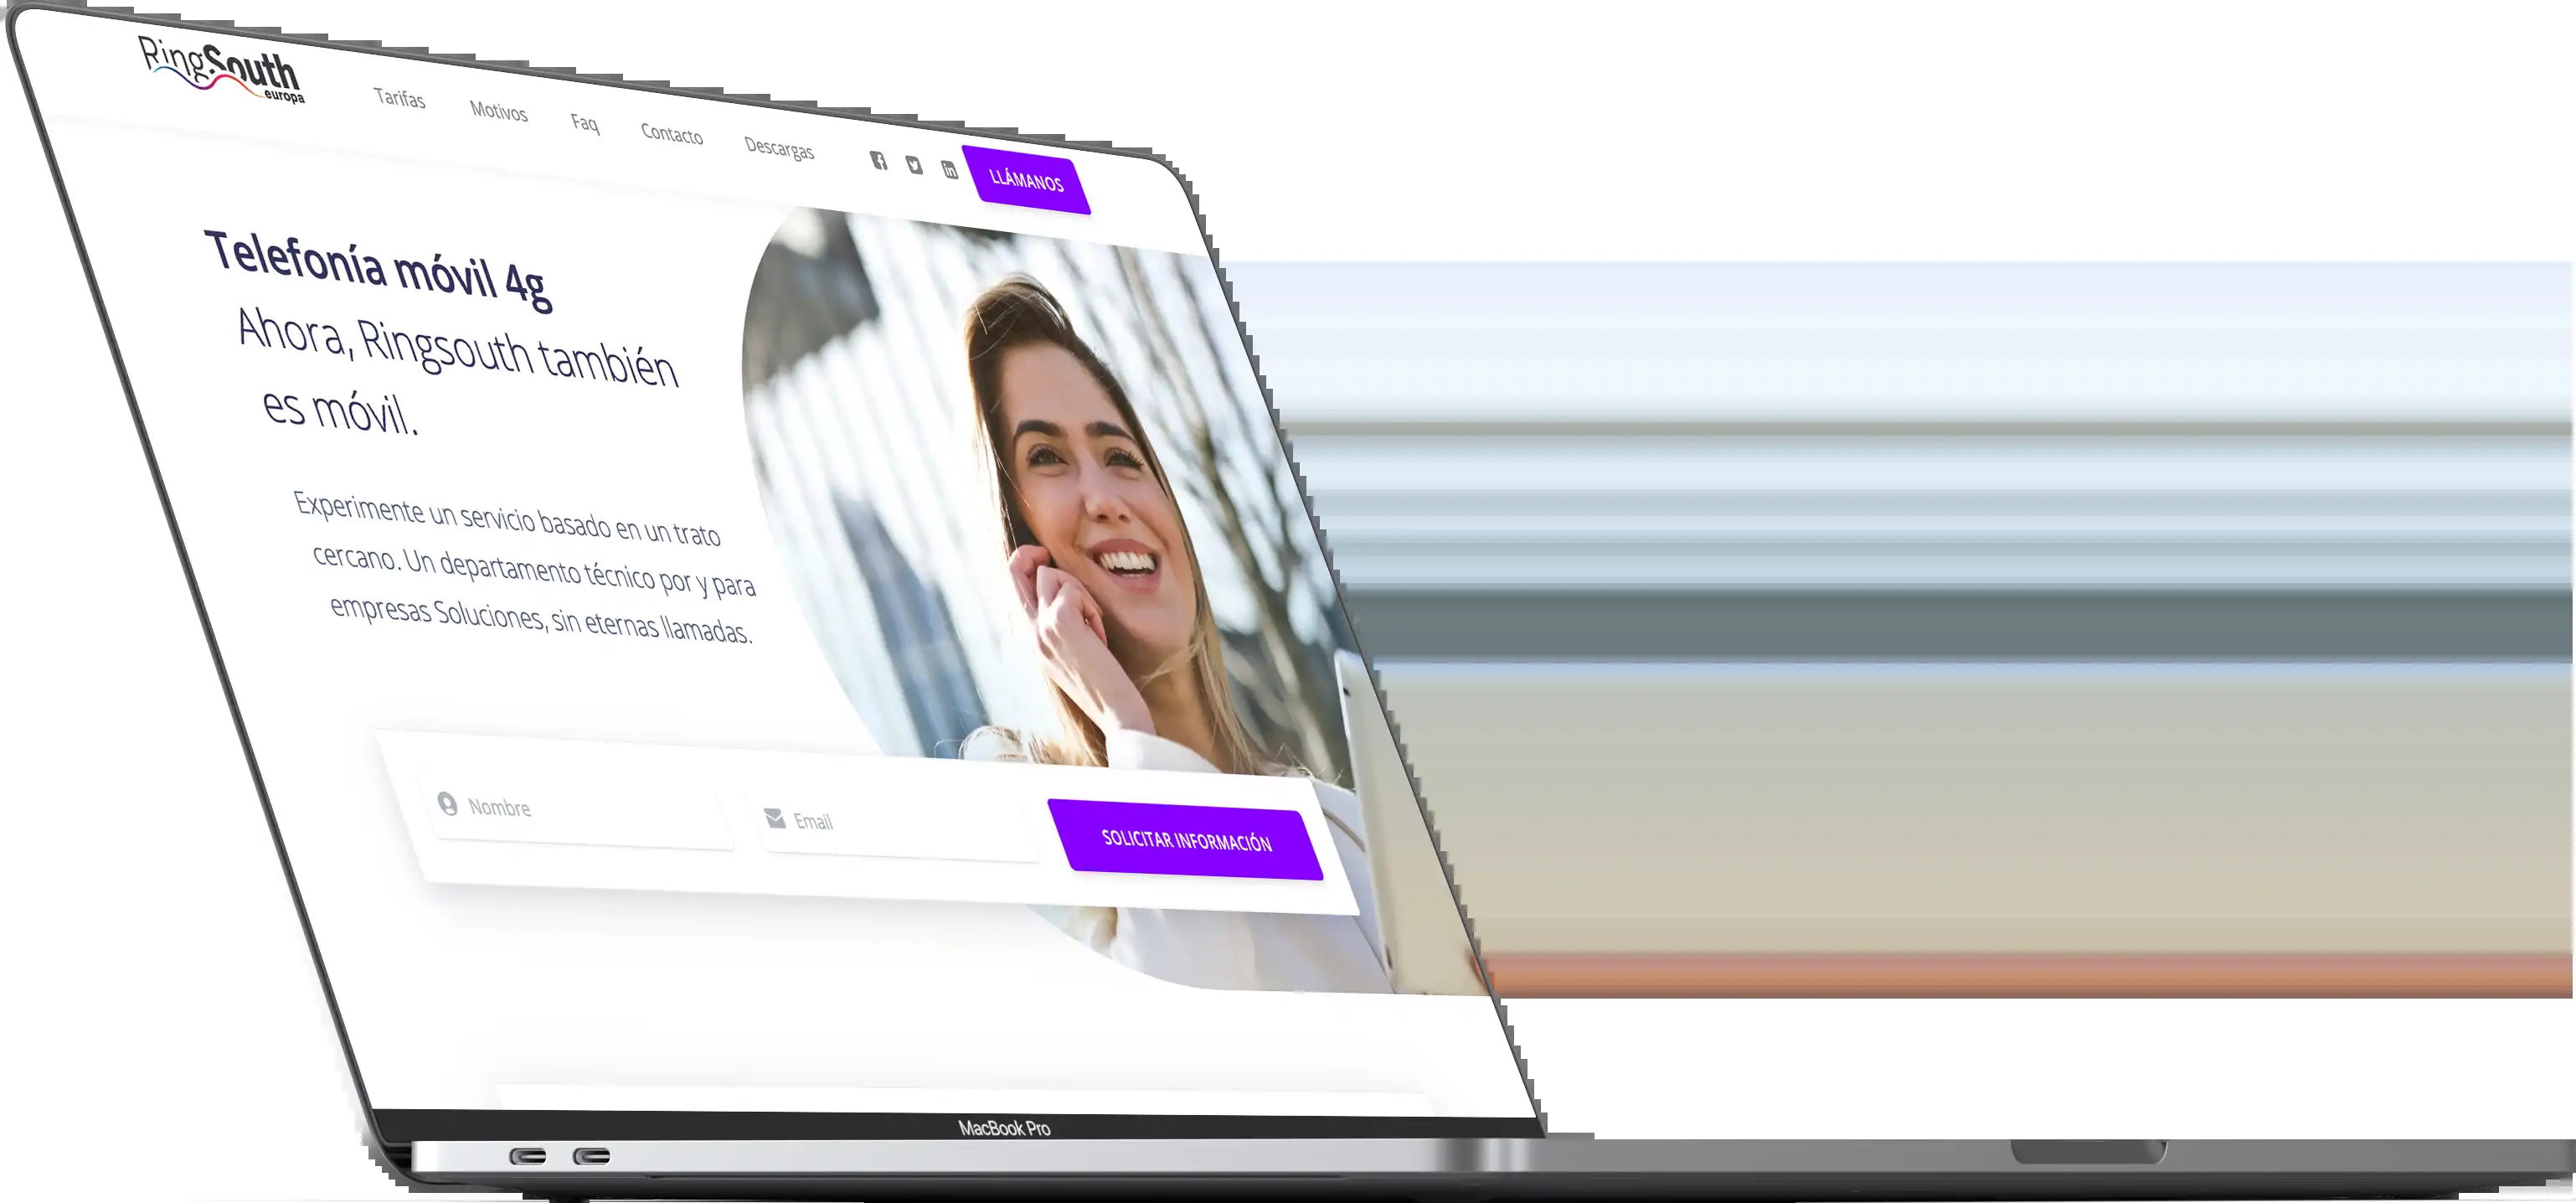 RingSouth
europa
Tarifas
Motivos
Faq
Contacto
Descargas
LLÁMANOS
Telefonía móvil 4g
Ahora, Ringsouth también
es móvil.
Experimente un servicio basado en un trato
cercano. Un departamento técnico por y para
empresas Soluciones, sin eternas llamadas.
Nombre
Email
SOLICITAR INFORMACIÓN
MacBook Pro